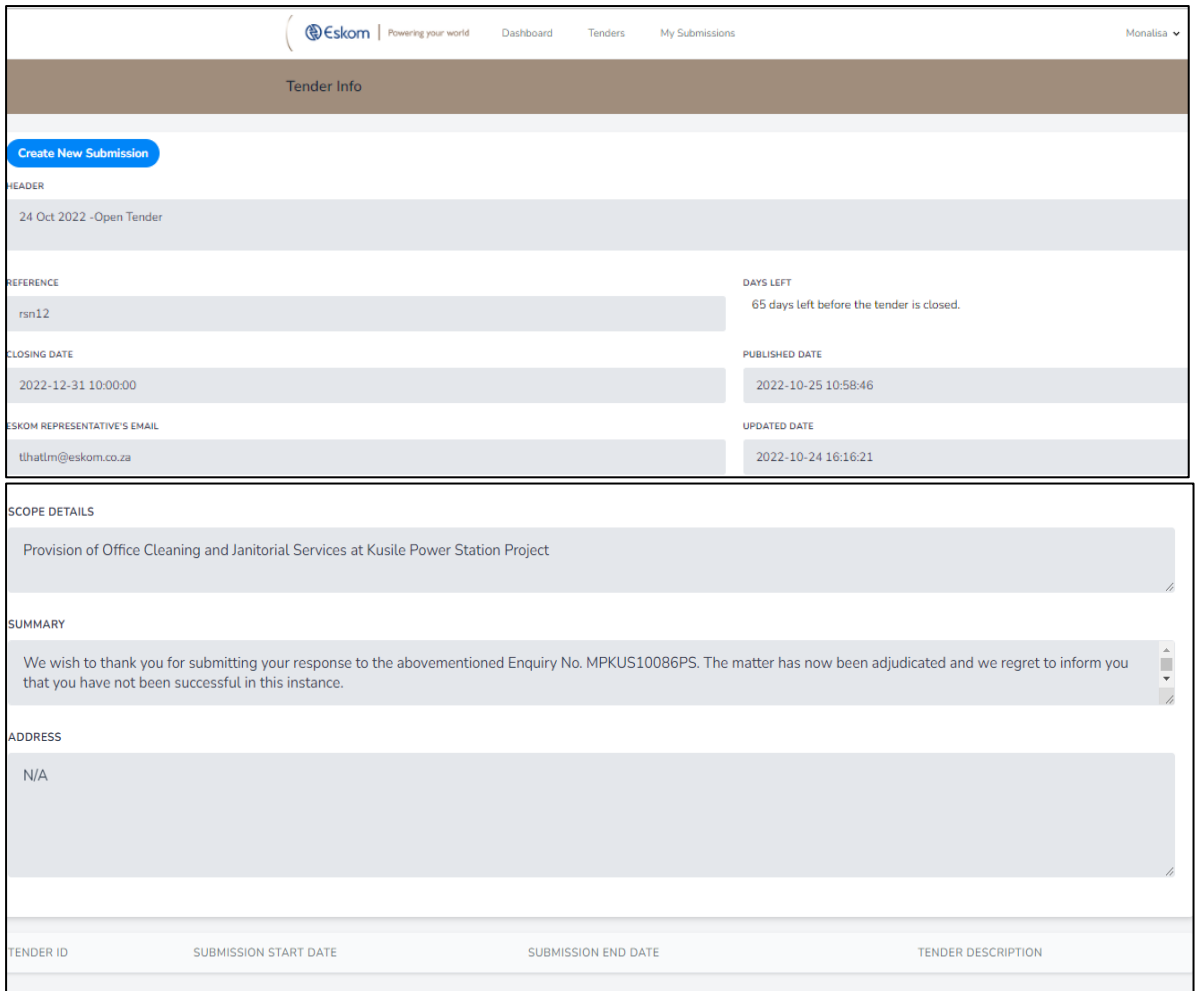 Eskom | Powering your world Dashboard Tenders My Submissions Monalisa
Tender Info
Create New Submission
HEADER
24 Oct 2022 -Open Tender
REFERENCE DAYS LEFT
rsn12 65 days left before the tender is closed.
CLOSING DATE PUBLISHED DATE
2022-12-31 10:00:00 2022-10-25 10:58:46
ESKOM REPRESENTATIVE'S EMAIL UPDATED DATE
tlhatlm@eskom.co.za 2022-10-24 16:16:21
SCOPE DETAILS
Provision of Office Cleaning and Janitorial Services at Kusile Power Station Project
SUMMARY
We wish to thank you for submitting your response to the abovementioned Enquiry No. MPKUS10086PS. The matter has now been adjudicated and we regret to inform you
that you have not been successful in this instance.
ADDRESS
N/A
TENDER ID SUBMISSION START DATE SUBMISSION END DATE TENDER DESCRIPTION